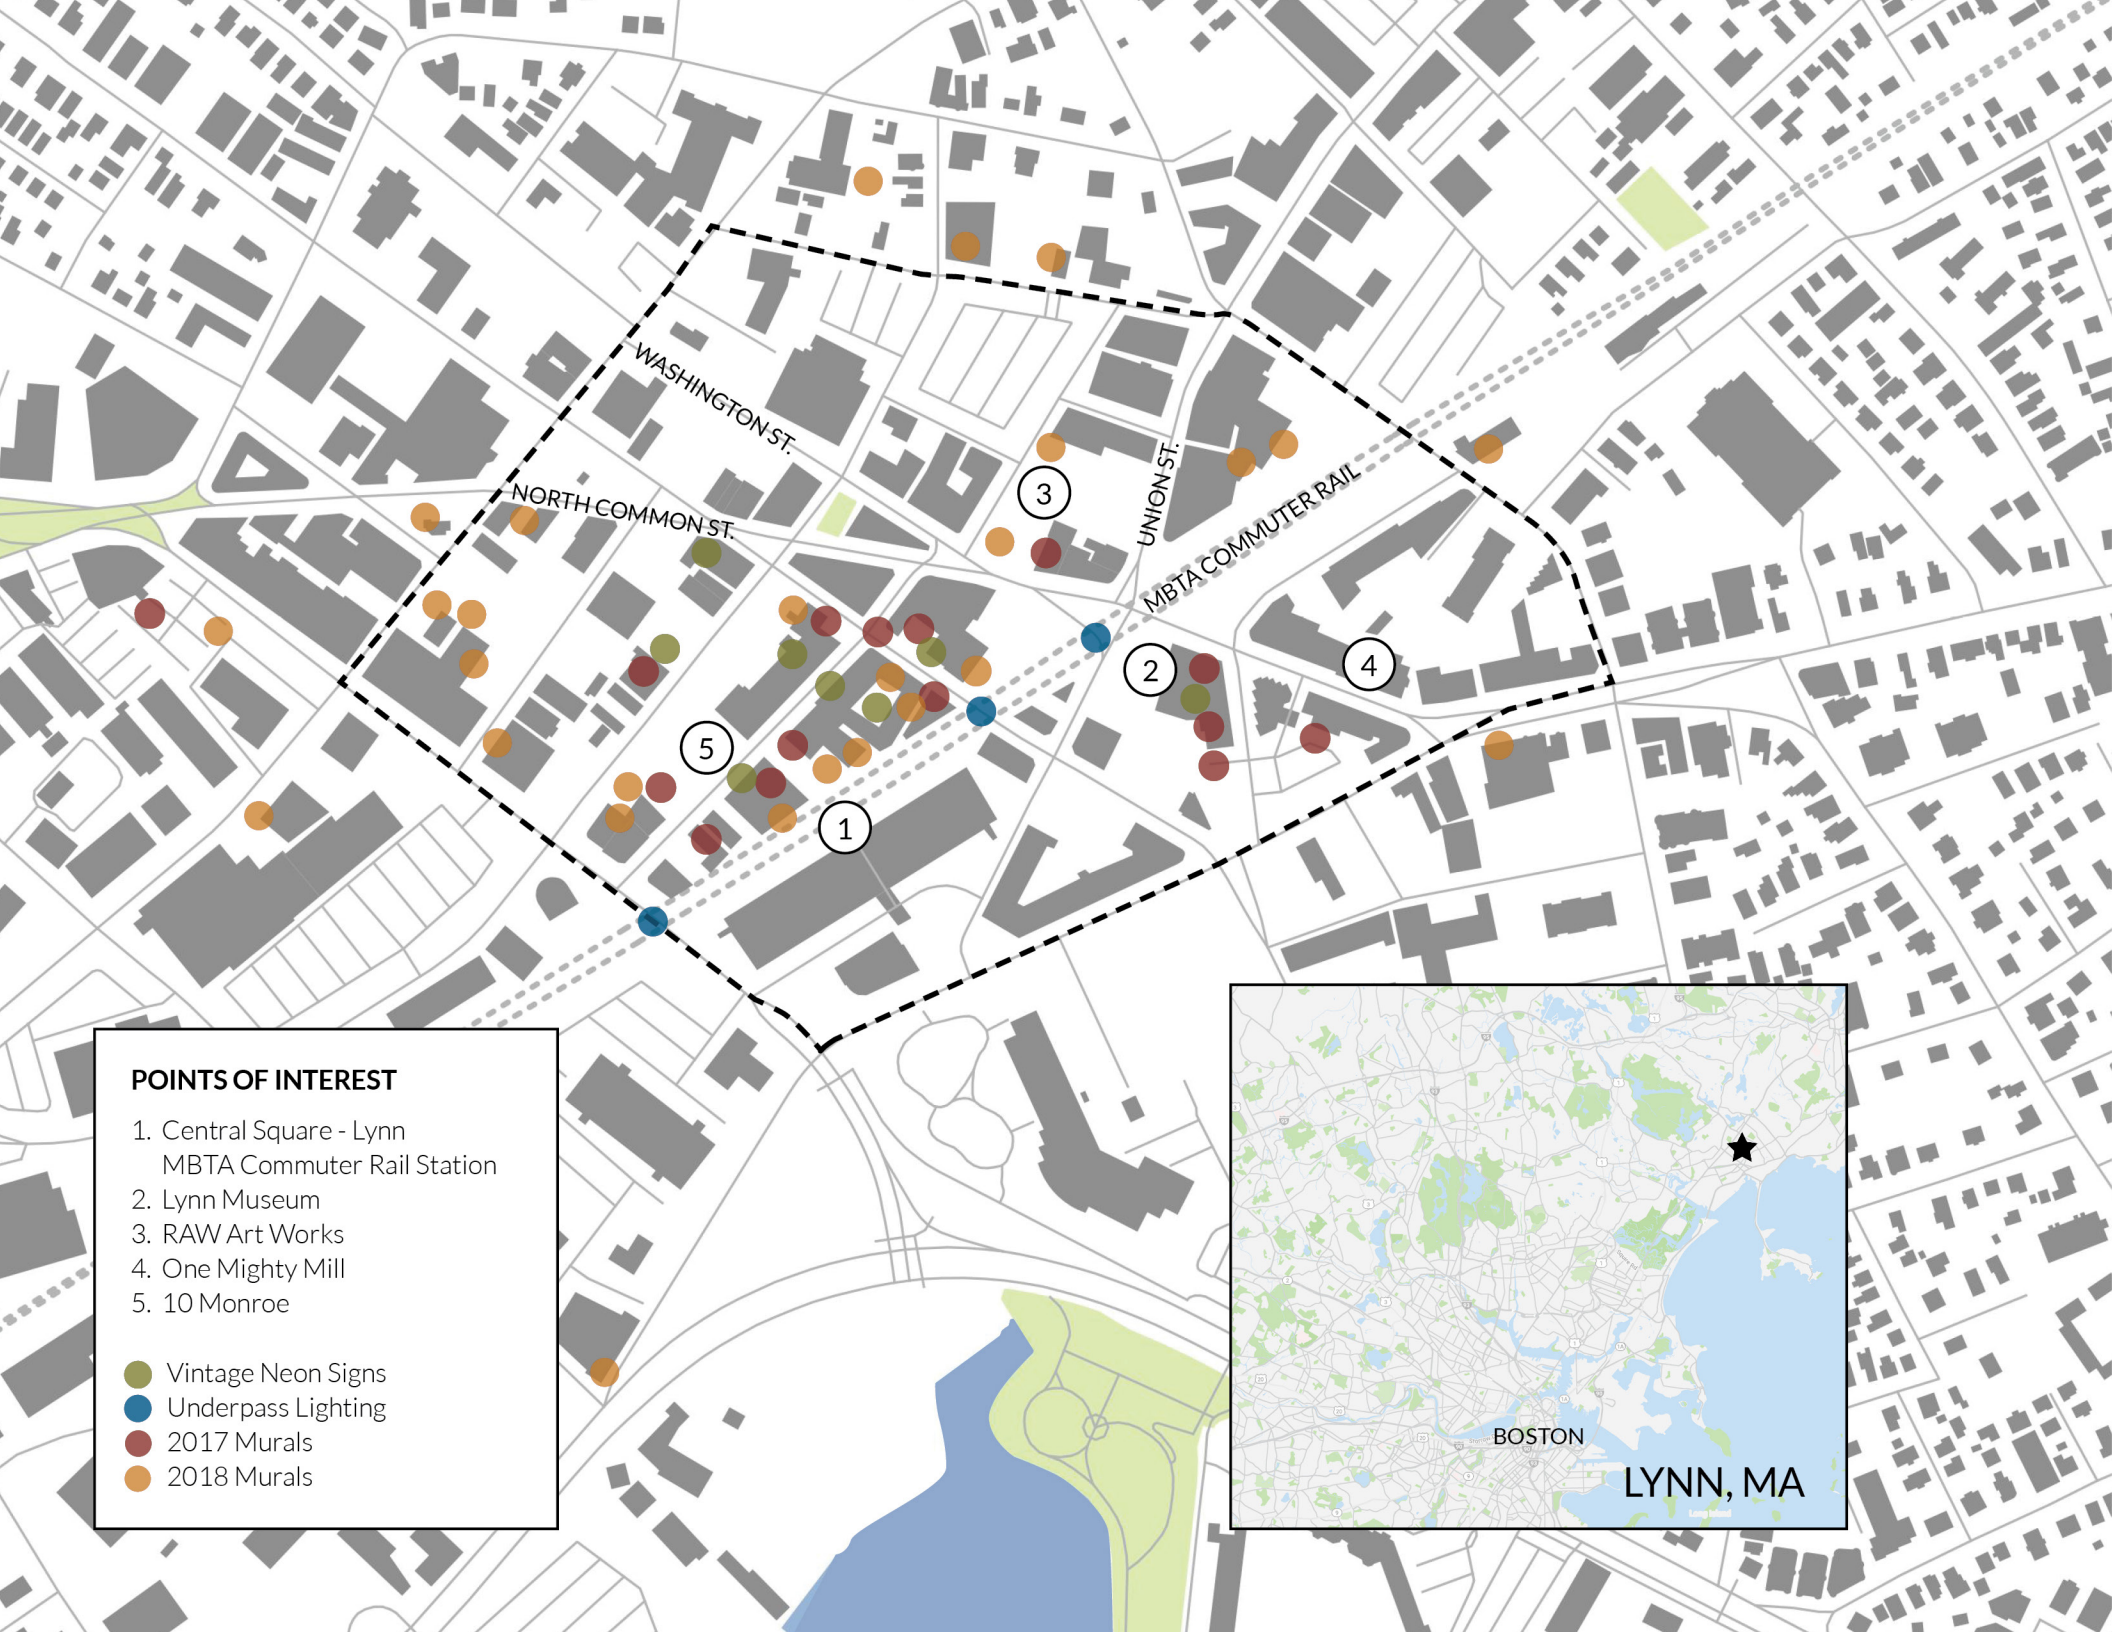 WASHINGTON ST.
NORTH COMMON ST.
UNION ST.
MBTA COMMUTER RAIL
3
2
4
5
1
POINTS OF INTEREST
1. Central Square - Lynn
MBTA Commuter Rail Station
2. Lynn Museum
3. RAW Art Works
4. One Mighty Mill
5. 10 Monroe
Vintage Neon Signs
Underpass Lighting
2017 Murals
2018 Murals
BOSTON
LYNN, MA